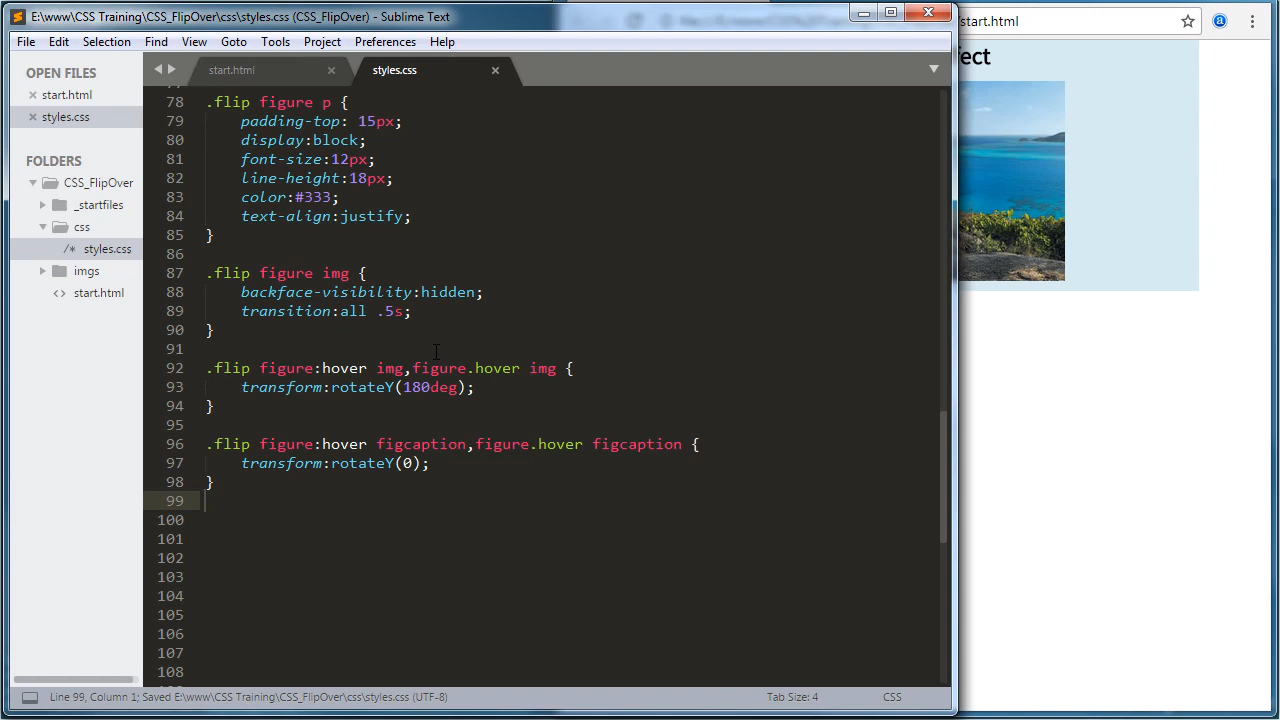 E:\www\CSS Training\CSS_FlipOver\css\styles.css (CSS_FlipOver) - Sublime Text
/start.html
File Edit Selection Find View Goto Tools Project Preferences Help
OPEN FILES
start.html
styles.css
FOLDERS
CSS_FlipOver
_startfiles
css
/* styles.css
imgs
<> start.html
start.html
styles.css
78 .flip figure p {
79 padding-top: 15px;
80 display:block;
81 font-size:12px;
82 line-height:18px;
83 color:#333;
84 text-align:justify;
85 }
86
87 .flip figure img {
88 backface-visibility:hidden;
89 transition:all .5s;
90 }
91
92 .flip figure:hover img,figure.hover img {
93 transform:rotateY(180deg);
94 }
95
96 .flip figure:hover figcaption,figure.hover figcaption {
97 transform:rotateY(0);
98 }
99
100
101
102
103
104
105
106
107
108
fect
Line 99, Column 1; Saved E:\www\CSS Training\CSS_FlipOver\css\styles.css (UTF-8)
Tab Size: 4
CSS